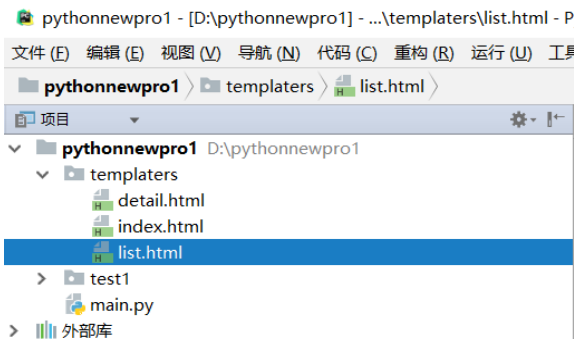 pythonnewpro1 - [D:\pythonnewpro1] - ...\templaters\list.html - P
文件 (F) 编辑 (E) 视图 (V) 导航 (N) 代码 (C) 重构 (R) 运行 (U) 工具
pythonnewpro1 templaters list.html
项目
pythonnewpro1 D:\pythonnewpro1
templaters
detail.html
index.html
list.html
test1
main.py
外部库